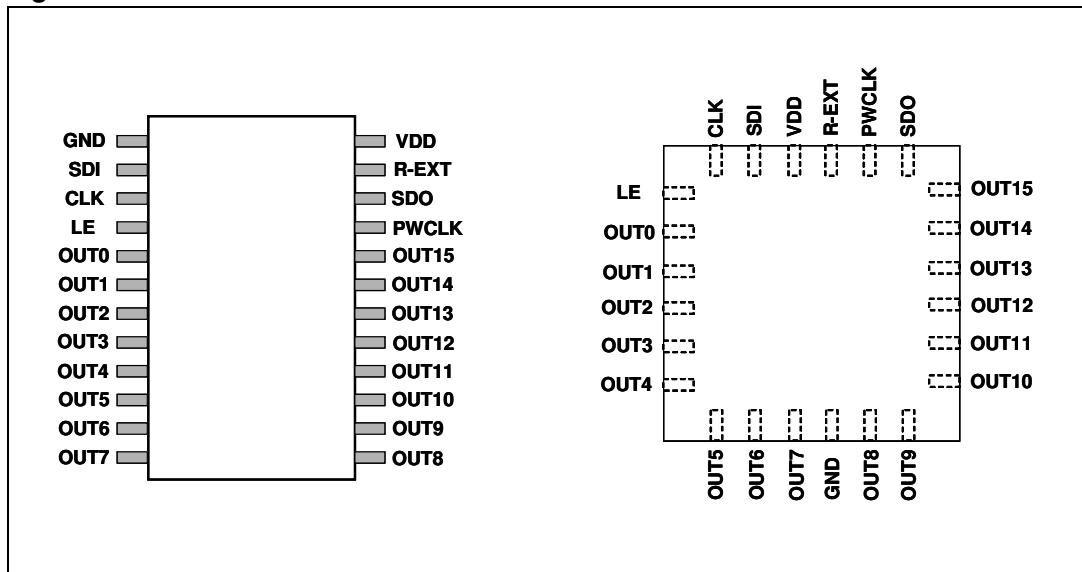 GND
SDI
CLK
LE
OUT0
OUT1
OUT2
OUT3
OUT4
OUT5
OUT6
OUT7
VDD
R-EXT
SDO
PWCLK
OUT15
OUT14
OUT13
OUT12
OUT11
OUT10
OUT9
OUT8
CLK
SDI
VDD
R-EXT
PWCLK
SDO
LE
OUT0
OUT1
OUT2
OUT3
OUT4
OUT15
OUT14
OUT13
OUT12
OUT11
OUT10
OUT5
OUT6
OUT7
GND
OUT8
OUT9